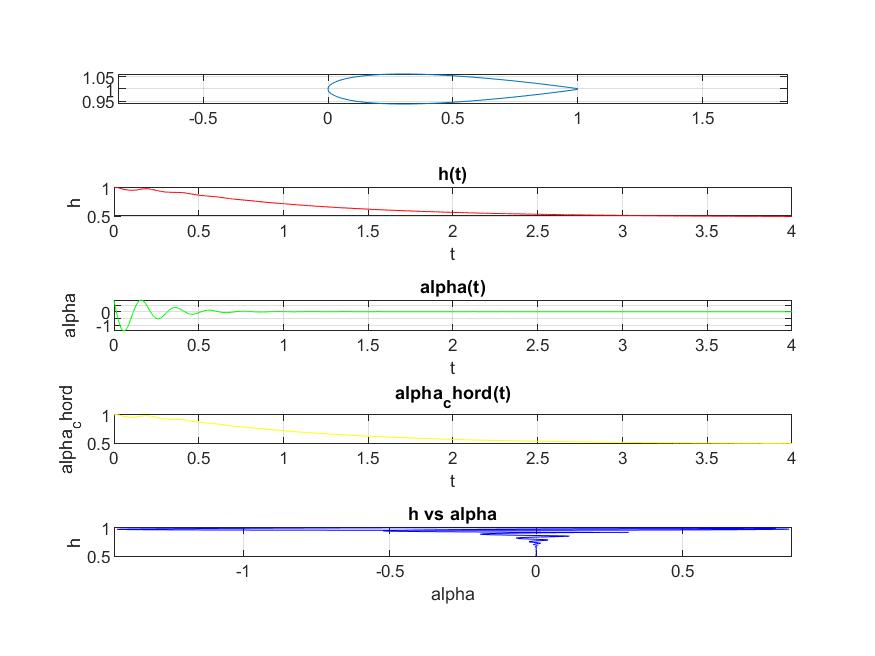 1.05
1
0.95
-0.5 0 0.5 1 1.5
h(t)
1
h
0.5
0 0.5 1 1.5 2 2.5 3 3.5 4
t
alpha(t)
alpha
0
-1
0 0.5 1 1.5 2 2.5 3 3.5 4
t
alpha_chord(t)
alpha_chord
1
0.5
0 0.5 1 1.5 2 2.5 3 3.5 4
t
h vs alpha
1
h
0.5
-1 -0.5 0 0.5
alpha